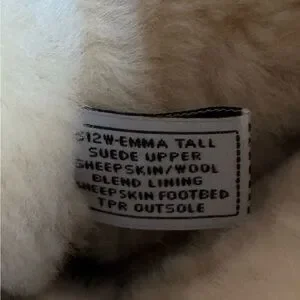 512W-EMMA TALL
SUEDE UPPER
SHEEPSKIN/WOOL
BLEND LINING
SHEEPSKIN FOOTBED
TPR OUTSOLE